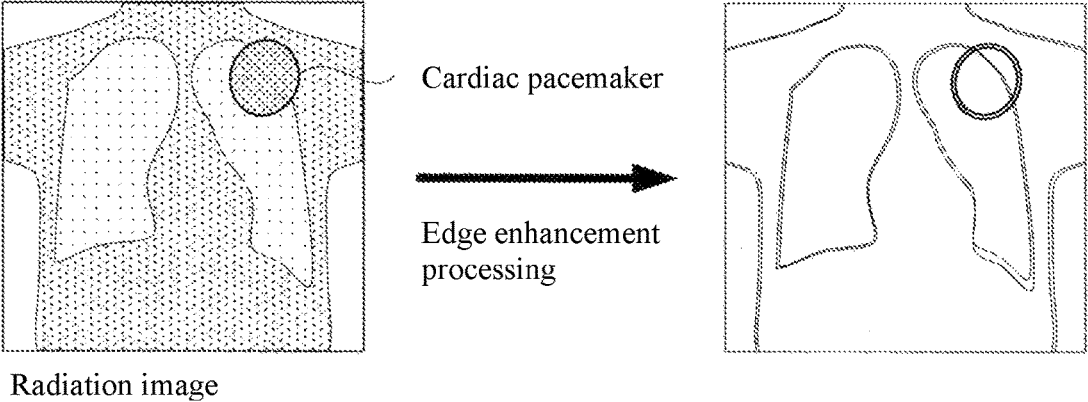 Cardiac pacemaker
Edge enhancement
processing
Radiation image